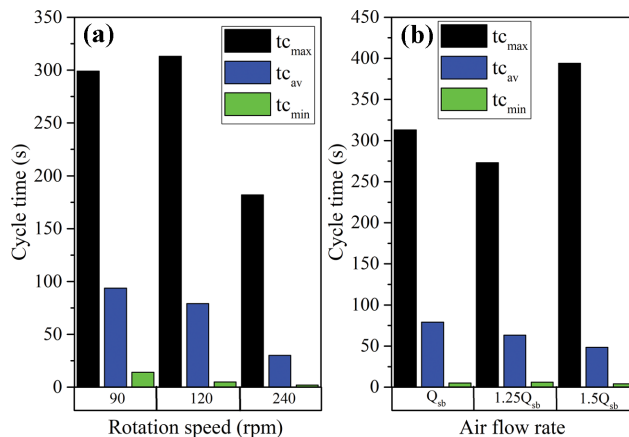 (a)
tc_max
tc_av
tc_min
350
300
250
200
150
100
50
0
Cycle time (s)
90 120 240
Rotation speed (rpm)
(b)
tc_max
tc_av
tc_min
450
400
350
300
250
200
150
100
50
0
Cycle time (s)
Q_sb 1.25Q_sb 1.5Q_sb
Air flow rate